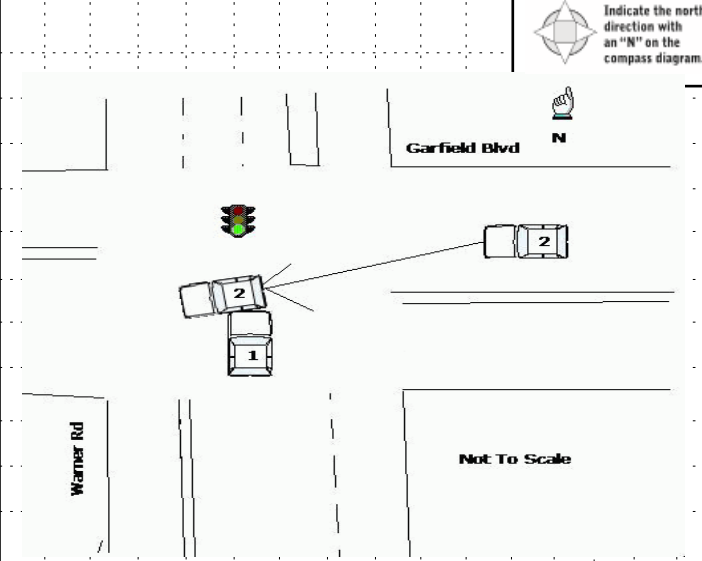 Indicate the north
direction with
an "N" on the
compass diagram.
N
Garfield Blvd
2
2
1
Warner Rd
Not To Scale